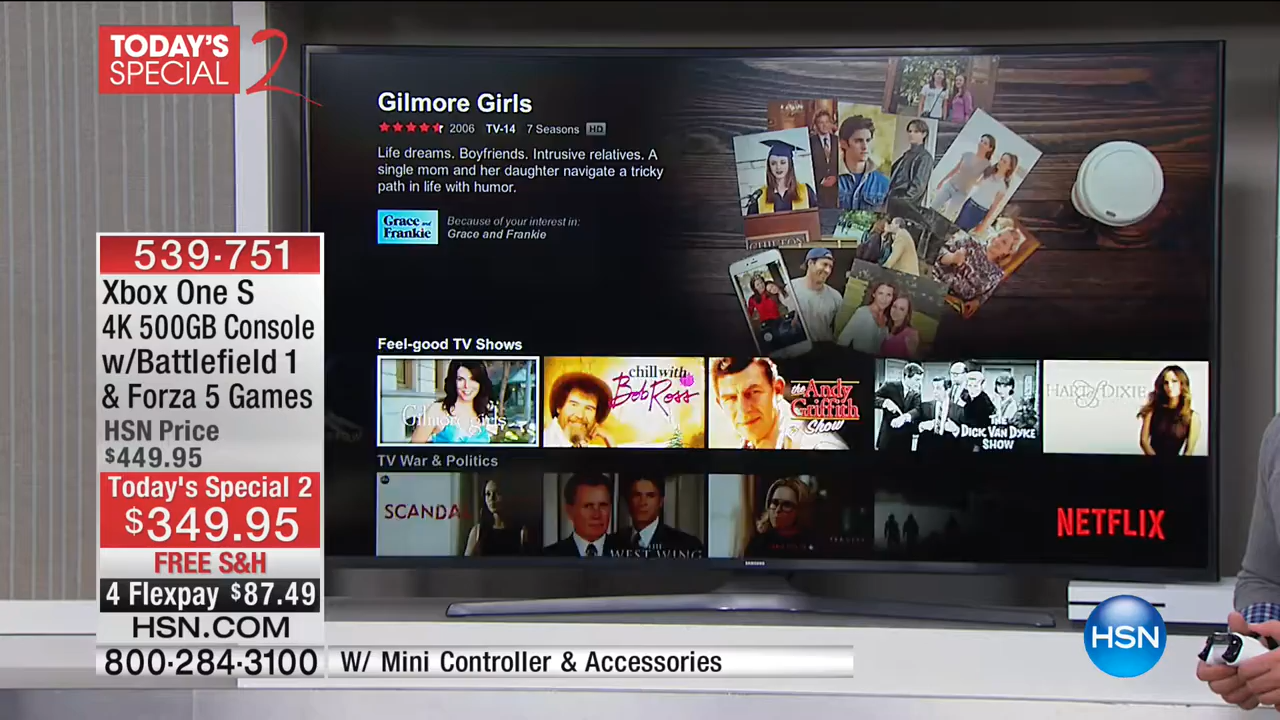 TODAY'S
SPECIAL 2
539·751
Xbox One S
4K 500GB Console
w/Battlefield 1
& Forza 5 Games
HSN Price
$449.95
Today's Special 2
$349.95
FREE S&H
4 Flexpay $87.49
HSN.COM
800·284·3100
W/ Mini Controller & Accessories
HSN
Gilmore Girls
2006 TV-14 7 Seasons HD
Life dreams. Boyfriends. Intrusive relatives. A
single mom and her daughter navigate a tricky
path in life with humor.
Grace and
Frankie
Because of your interest in:
Grace and Frankie
CHILTON
Feel-good TV Shows
Gilmore girls
chill with
Bob Ross
the Andy
Griffith
Show
THE
DICK VAN DYKE
SHOW
HART of DIXIE
TV War & Politics
SCANDAL
THE
WEST WING
NETFLIX
SAMSUNG